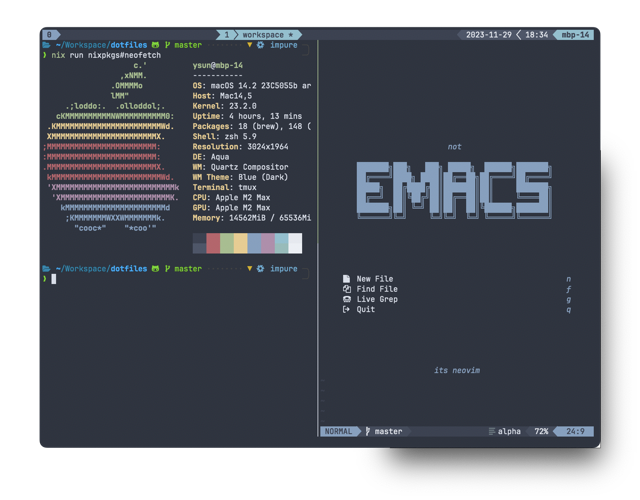 0 1 workspace * 2023-11-29 18:34 mbp-14
~/Workspace/dotfiles master impure
❯ nix run nixpkgs#neofetch
c.' ysun@mbp-14
,xNMM. -----------
.OMMMMo OS: macOS 14.2 23C5055b ar
lMM" Host: Mac14,5
.;loddo:. .olloddol;. Kernel: 23.2.0
cKMMMMMMMMMMNWMMMMMMMMMM0: Uptime: 4 hours, 13 mins
.KMMMMMMMMMMMMMMMMMMMMMMMWd. Packages: 18 (brew), 148 (
XMMMMMMMMMMMMMMMMMMMMMMMX. Shell: zsh 5.9
;MMMMMMMMMMMMMMMMMMMMMMMM: Resolution: 3024x1964
:MMMMMMMMMMMMMMMMMMMMMMMM: DE: Aqua
.MMMMMMMMMMMMMMMMMMMMMMMMX. WM: Quartz Compositor
kMMMMMMMMMMMMMMMMMMMMMMMMWd. WM Theme: Blue (Dark)
'XMMMMMMMMMMMMMMMMMMMMMMMMMMk Terminal: tmux
'XMMMMMMMMMMMMMMMMMMMMMMMMK. CPU: Apple M2 Max
kMMMMMMMMMMMMMMMMMMMMMMd GPU: Apple M2 Max
;KMMMMMMMWXXWMMMMMMMk. Memory: 14562MiB / 65536Mi
"cooc*" "*coo'"
~/Workspace/dotfiles master impure
❯
not
EMACS
New File n
Find File f
Live Grep g
Quit q
its neovim
NORMAL master alpha 72% 24:9